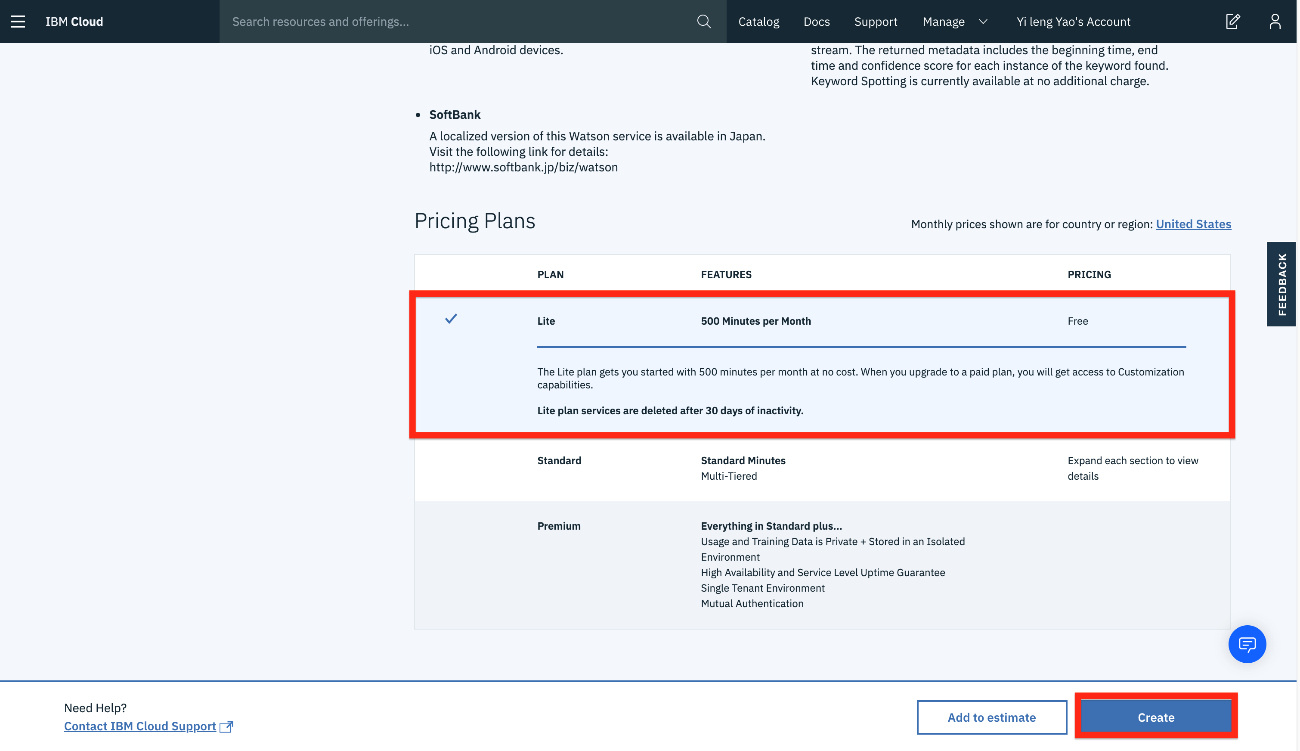 IBM Cloud
Search resources and offerings...
Catalog
Docs
Support
Manage
Yi leng Yao's Account
iOS and Android devices.
stream. The returned metadata includes the beginning time, end
time and confidence score for each instance of the keyword found.
Keyword Spotting is currently available at no additional charge.
• SoftBank
A localized version of this Watson service is available in Japan.
Visit the following link for details:
http://www.softbank.jp/biz/watson
Pricing Plans
Monthly prices shown are for country or region: United States
FEEDBACK
PLAN
FEATURES
PRICING
Lite
500 Minutes per Month
Free
The Lite plan gets you started with 500 minutes per month at no cost. When you upgrade to a paid plan, you will get access to Customization
capabilities.
Lite plan services are deleted after 30 days of inactivity.
Standard
Standard Minutes
Multi-Tiered
Expand each section to view
details
Premium
Everything in Standard plus...
Usage and Training Data is Private + Stored in an Isolated
Environment
High Availability and Service Level Uptime Guarantee
Single Tenant Environment
Mutual Authentication
Need Help?
Contact IBM Cloud Support
Add to estimate
Create